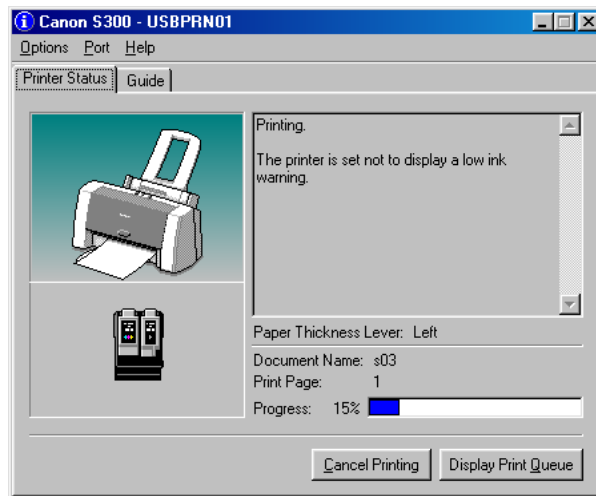 Canon S300 - USBPRN01
Options Port Help
Printer Status Guide
Printing.
The printer is set not to display a low ink
warning.
Paper Thickness Lever: Left
Document Name: s03
Print Page: 1
Progress: 15%
Cancel Printing Display Print Queue